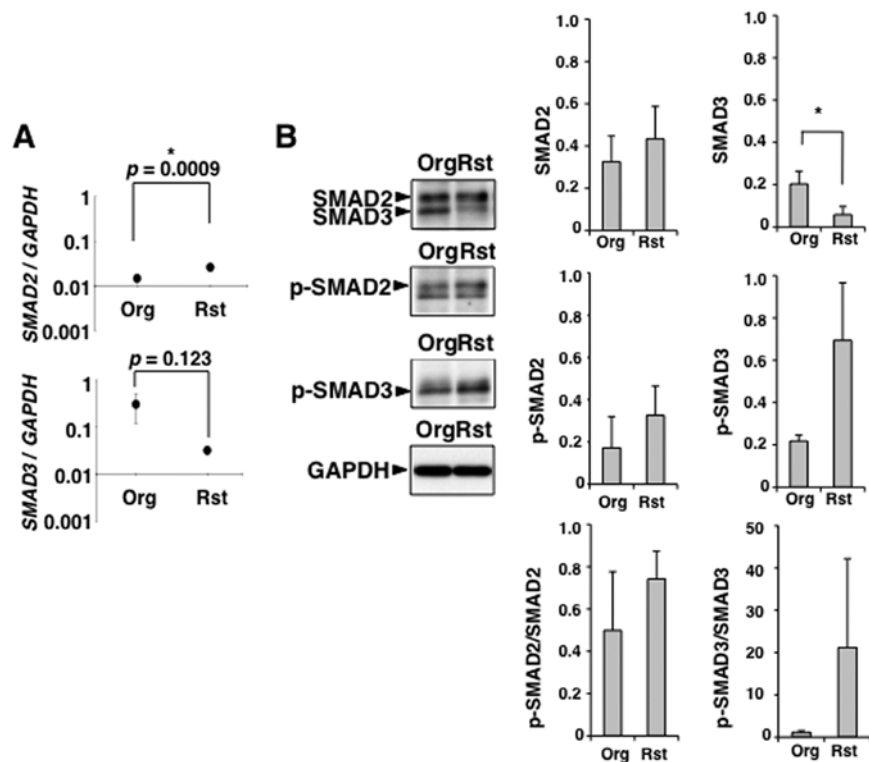 A
*
p = 0.0009
SMAD2 / GAPDH
1
0.1
0.01
0.001
Org Rst
p = 0.123
SMAD3 / GAPDH
1
0.1
0.01
0.001
Org Rst
B
OrgRst
SMAD2
SMAD3
OrgRst
p-SMAD2
OrgRst
p-SMAD3
OrgRst
GAPDH
SMAD2
1.0
0.8
0.6
0.4
0.2
0
Org Rst
SMAD3
1.0
0.8
0.6
0.4
0.2
0
*
Org Rst
p-SMAD2
1.0
0.8
0.6
0.4
0.2
0
Org Rst
p-SMAD3
1.0
0.8
0.6
0.4
0.2
0
Org Rst
p-SMAD2/SMAD2
1.0
0.8
0.6
0.4
0.2
0
Org Rst
p-SMAD3/SMAD3
50
40
30
20
10
0
Org Rst